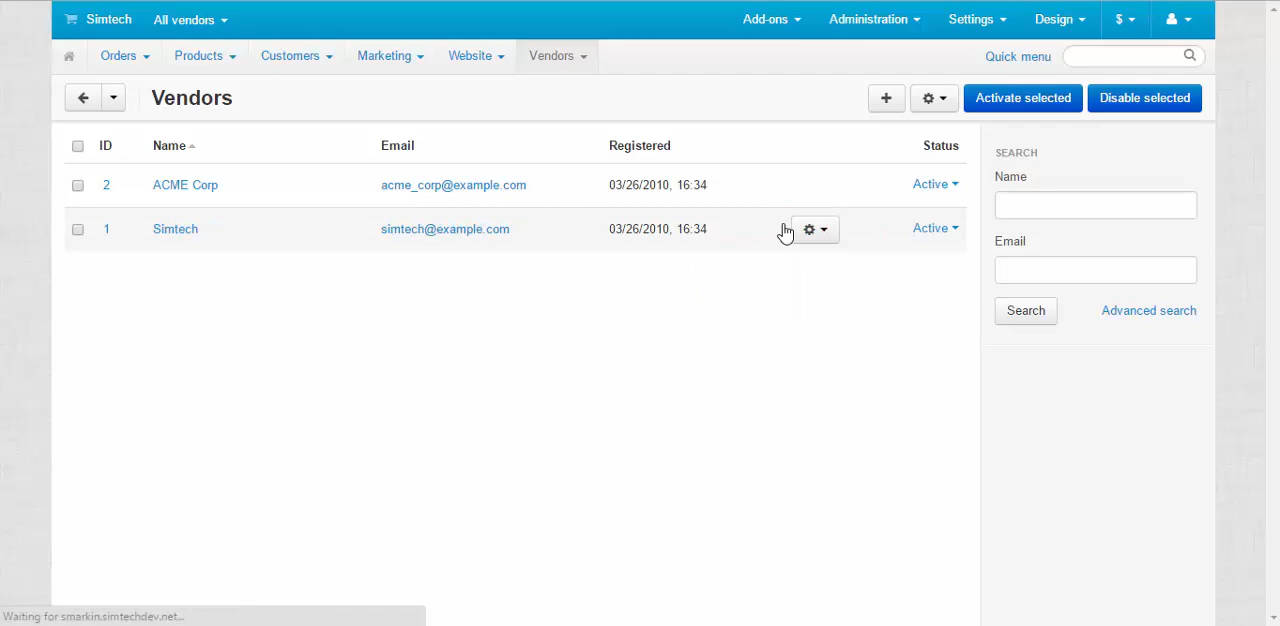 Simtech All vendors Add-ons Administration Settings Design $
Orders Products Customers Marketing Website Vendors Quick menu
Vendors Activate selected Disable selected
ID Name Email Registered Status
2 ACME Corp acme_corp@example.com 03/26/2010, 16:34 Active
1 Simtech simtech@example.com 03/26/2010, 16:34 Active
SEARCH
Name
Email
Search Advanced search
Waiting for smarkin.simtechdev.net...